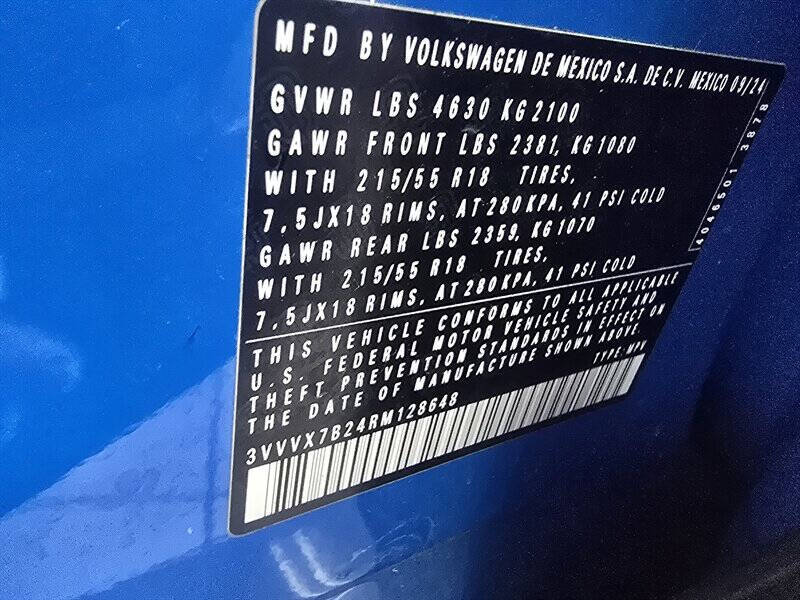 MFD BY VOLKSWAGEN DE MEXICO S.A. DE C.V. MEXICO 09/24
GVWR LBS 4630 KG 2100
GAWR FRONT LBS 2381, KG 1080
WITH 215/55 R18 TIRES,
7,5JX18 RIMS, AT 280 KPA, 41 PSI COLD
GAWR REAR LBS 2359, KG 1070
WITH 215/55 R18 TIRES,
7,5JX18 RIMS, AT 280 KPA, 41 PSI COLD
THIS VEHICLE CONFORMS TO ALL APPLICABLE
U.S. FEDERAL MOTOR VEHICLE SAFETY AND
THEFT PREVENTION STANDARDS IN EFFECT ON
THE DATE OF MANUFACTURE SHOWN ABOVE.
TYPE: MPV
3VVVX7B24RM128648
4046501 3878